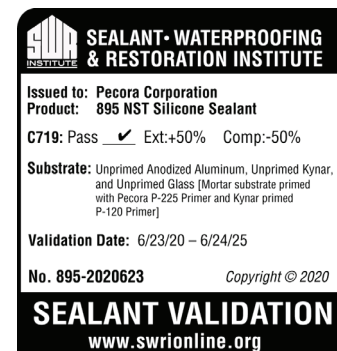 SWR
INSTITUTE
SEALANT • WATERPROOFING
& RESTORATION INSTITUTE
Issued to: Pecora Corporation
Product: 895 NST Silicone Sealant
C719: Pass ✔ Ext:+50% Comp:-50%
Substrate: Unprimed Anodized Aluminum, Unprimed Kynar,
and Unprimed Glass [Mortar substrate primed
with Pecora P-225 Primer and Kynar primed
P-120 Primer]
Validation Date: 6/23/20 – 6/24/25
No. 895-2020623 Copyright © 2020
SEALANT VALIDATION
www.swrionline.org